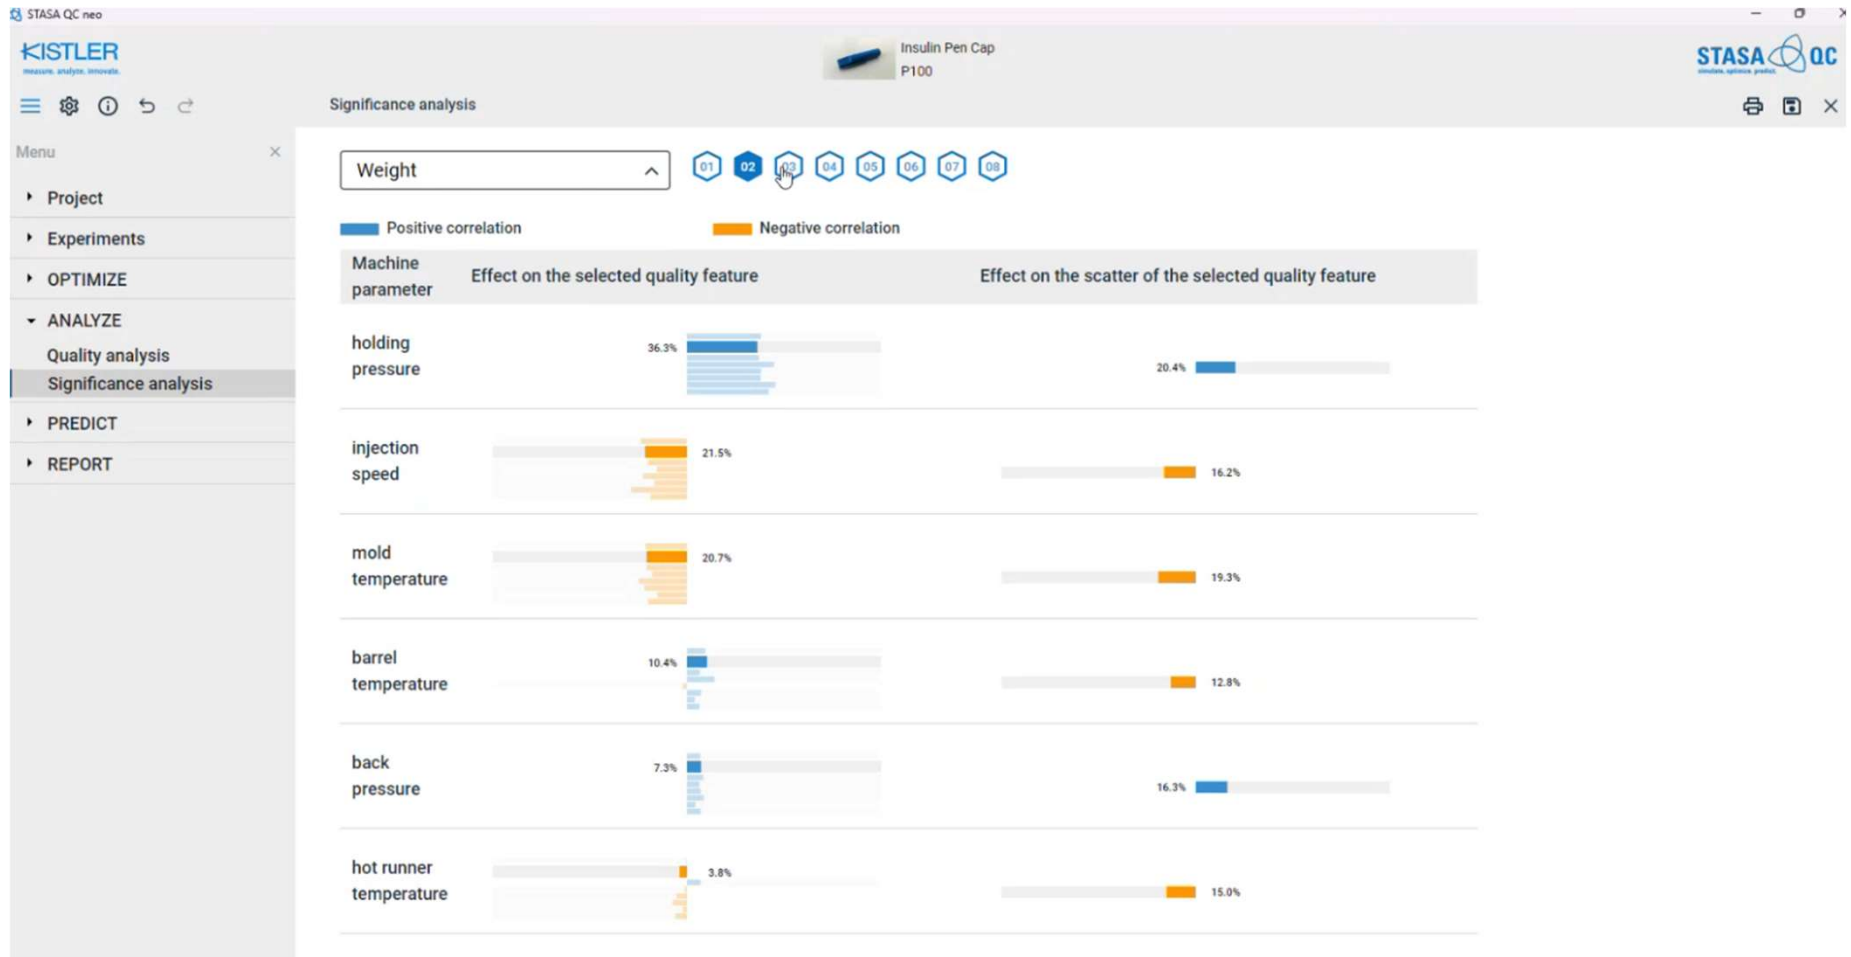 STASA QC neo
KISTLER
measure. analyze. innovate.
Insulin Pen Cap
P100
STASA QC
simulate, optimize, predict.
Significance analysis
Menu
Project
Experiments
OPTIMIZE
ANALYZE
Quality analysis
Significance analysis
PREDICT
REPORT
Weight
01 02 03 04 05 06 07 08
Positive correlation
Negative correlation
Machine
parameter
Effect on the selected quality feature
Effect on the scatter of the selected quality feature
holding
pressure
36.3%
20.4%
injection
speed
21.5%
16.2%
mold
temperature
20.7%
19.3%
barrel
temperature
10.4%
12.8%
back
pressure
7.3%
16.3%
hot runner
temperature
3.8%
15.0%